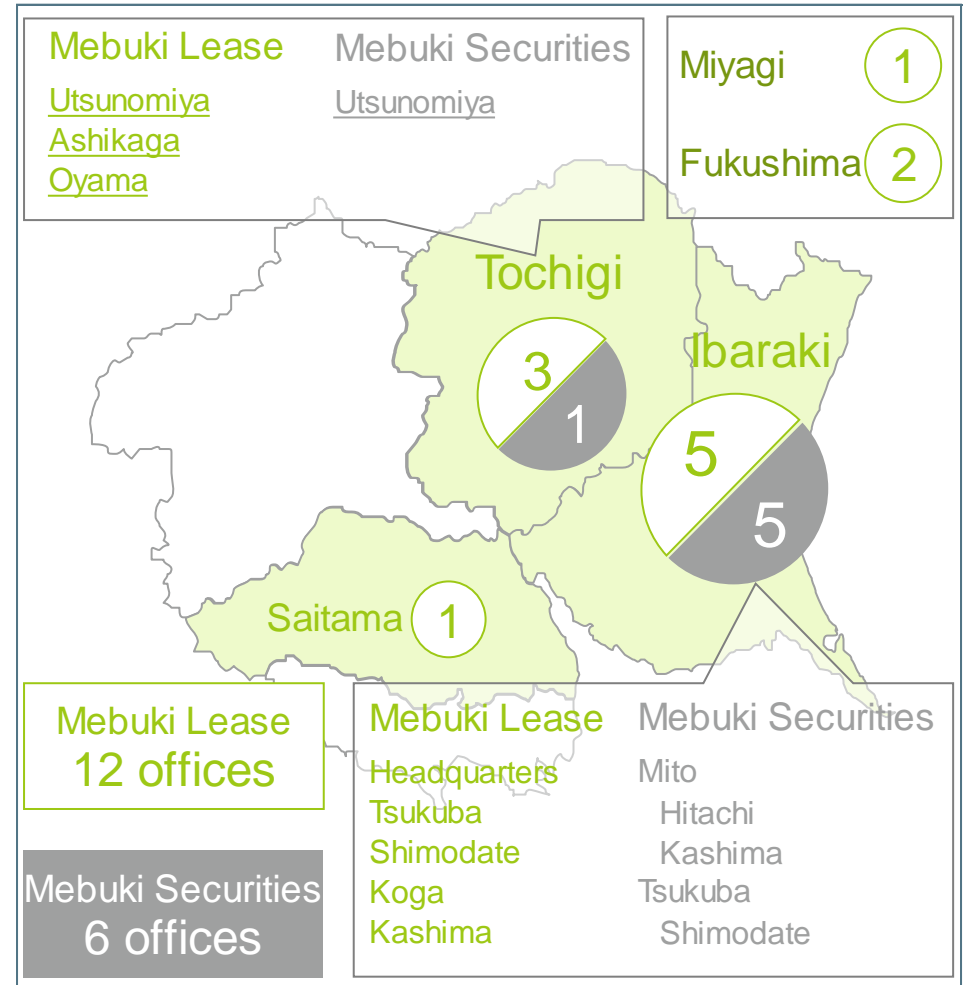 Mebuki Lease
Utsunomiya
Ashikaga
Oyama
Mebuki Securities
Utsunomiya
Miyagi 1
Fukushima 2
Tochigi
3
1
Ibaraki
5
5
Saitama 1
Mebuki Lease
12 offices
Mebuki Securities
6 offices
Mebuki Lease
Headquarters
Tsukuba
Shimodate
Koga
Kashima
Mebuki Securities
Mito
Hitachi
Kashima
Tsukuba
Shimodate